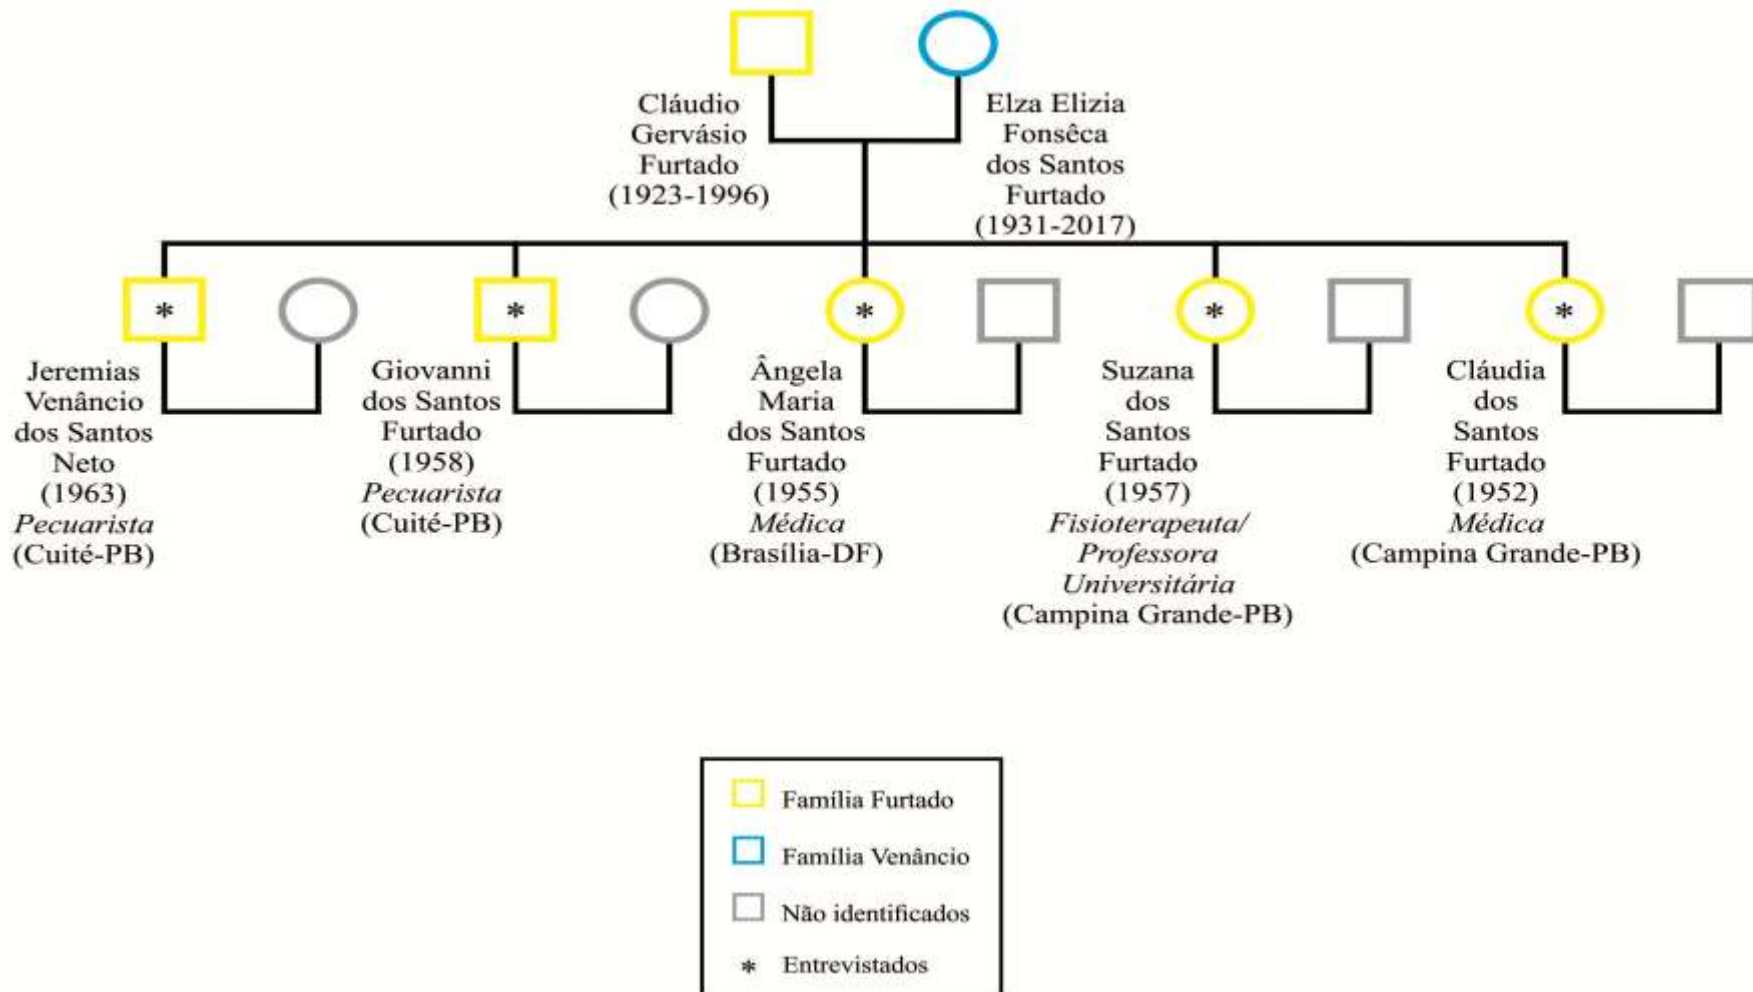 Cláudio
Gervásio
Furtado
(1923-1996)
Elza Elizia
Fonsêca
dos Santos
Furtado
(1931-2017)
*
Jeremias
Venâncio
dos Santos
Neto
(1963)
Pecuarista
(Cuité-PB)
*
Giovanni
dos Santos
Furtado
(1958)
Pecuarista
(Cuité-PB)
*
Ângela
Maria
dos Santos
Furtado
(1955)
Médica
(Brasília-DF)
*
Suzana
dos
Santos
Furtado
(1957)
Fisioterapeuta/
Professora
Universitária
(Campina Grande-PB)
*
Cláudia
dos
Santos
Furtado
(1952)
Médica
(Campina Grande-PB)
Família Furtado
Família Venâncio
Não identificados
* Entrevistados